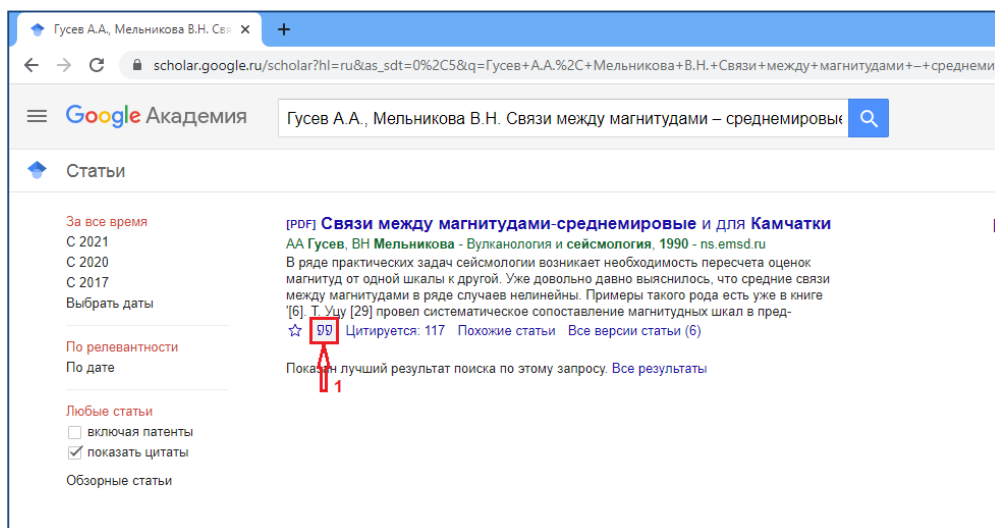 Гусев А.А., Мельникова В.Н. Свя
scholar.google.ru/scholar?hl=ru&as_sdt=0%2C5&q=Гусев+А.А.%2C+Мельникова+В.Н.+Связи+между+магнитудами+–+среднеми
Google Академия
Гусев А.А., Мельникова В.Н. Связи между магнитудами – среднемировые
Статьи
За все время
С 2021
С 2020
С 2017
Выбрать даты
По релевантности
По дате
Любые статьи
включая патенты
показать цитаты
Обзорные статьи
[PDF] Связи между магнитудами-среднемировые и для Камчатки
АА Гусев, ВН Мельникова - Вулканология и сейсмология, 1990 - ns.emsd.ru
В ряде практических задач сейсмологии возникает необходимость пересчета оценок
магнитуд от одной шкалы к другой. Уже довольно давно выяснилось, что средние связи
между магнитудами в ряде случаев нелинейны. Примеры такого рода есть уже в книге
'[6]. Т. Уцу [29] провел систематическое сопоставление магнитудных шкал в пред-
Цитируется: 117 Похожие статьи Все версии статьи (6)
Показан лучший результат поиска по этому запросу. Все результаты
1